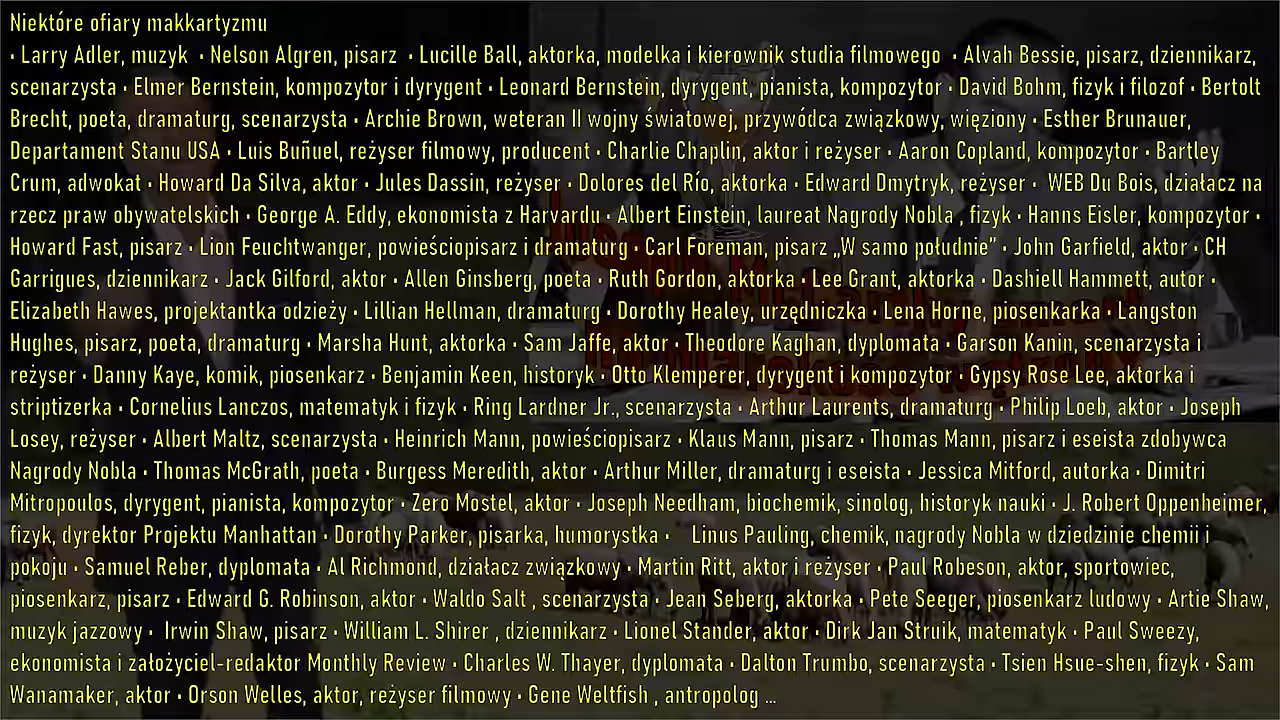 Niektóre ofiary makkartyzmu
· Larry Adler, muzyk · Nelson Algren, pisarz · Lucille Ball, aktorka, modelka i kierownik studia filmowego · Alvah Bessie, pisarz, dziennikarz,
scenarzysta · Elmer Bernstein, kompozytor i dyrygent · Leonard Bernstein, dyrygent, pianista, kompozytor · David Bohm, fizyk i filozof · Bertolt
Brecht, poeta, dramaturg, scenarzysta · Archie Brown, weteran II wojny światowej, przywódca związkowy, więziony · Esther Brunauer,
Departament Stanu USA · Luis Buñuel, reżyser filmowy, producent · Charlie Chaplin, aktor i reżyser · Aaron Copland, kompozytor · Bartley
Crum, adwokat · Howard Da Silva, aktor · Jules Dassin, reżyser · Dolores del Río, aktorka · Edward Dmytryk, reżyser · WEB Du Bois, działacz na
rzecz praw obywatelskich · George A. Eddy, ekonomista z Harvardu · Albert Einstein, laureat Nagrody Nobla , fizyk · Hanns Eisler, kompozytor ·
Howard Fast, pisarz · Lion Feuchtwanger, powieściopisarz i dramaturg · Carl Foreman, pisarz „W samo południe” · John Garfield, aktor · CH
Garrigues, dziennikarz · Jack Gilford, aktor · Allen Ginsberg, poeta · Ruth Gordon, aktorka · Lee Grant, aktorka · Dashiell Hammett, autor ·
Elizabeth Hawes, projektantka odzieży · Lillian Hellman, dramaturg · Dorothy Healey, urzędniczka · Lena Horne, piosenkarka · Langston
Hughes, pisarz, poeta, dramaturg · Marsha Hunt, aktorka · Sam Jaffe, aktor · Theodore Kaghan, dyplomata · Garson Kanin, scenarzysta i
reżyser · Danny Kaye, komik, piosenkarz · Benjamin Keen, historyk · Otto Klemperer, dyrygent i kompozytor · Gypsy Rose Lee, aktorka i
striptizerka · Cornelius Lanczos, matematyk i fizyk · Ring Lardner Jr., scenarzysta · Arthur Laurents, dramaturg · Philip Loeb, aktor · Joseph
Losey, reżyser · Albert Maltz, scenarzysta · Heinrich Mann, powieściopisarz · Klaus Mann, pisarz · Thomas Mann, pisarz i eseista zdobywca
Nagrody Nobla · Thomas McGrath, poeta · Burgess Meredith, aktor · Arthur Miller, dramaturg i eseista · Jessica Mitford, autorka · Dimitri
Mitropoulos, dyrygent, pianista, kompozytor · Zero Mostel, aktor · Joseph Needham, biochemik, sinolog, historyk nauki · J. Robert Oppenheimer,
fizyk, dyrektor Projektu Manhattan · Dorothy Parker, pisarka, humorystka · Linus Pauling, chemik, nagrody Nobla w dziedzinie chemii i
pokoju · Samuel Reber, dyplomata · Al Richmond, działacz związkowy · Martin Ritt, aktor i reżyser · Paul Robeson, aktor, sportowiec,
piosenkarz, pisarz · Edward G. Robinson, aktor · Waldo Salt , scenarzysta · Jean Seberg, aktorka · Pete Seeger, piosenkarz ludowy · Artie Shaw,
muzyk jazzowy · Irwin Shaw, pisarz · William L. Shirer , dziennikarz · Lionel Stander, aktor · Dirk Jan Struik, matematyk · Paul Sweezy,
ekonomista i założyciel-redaktor Monthly Review · Charles W. Thayer, dyplomata · Dalton Trumbo, scenarzysta · Tsien Hsue-shen, fizyk · Sam
Wanamaker, aktor · Orson Welles, aktor, reżyser filmowy · Gene Weltfish , antropolog ...